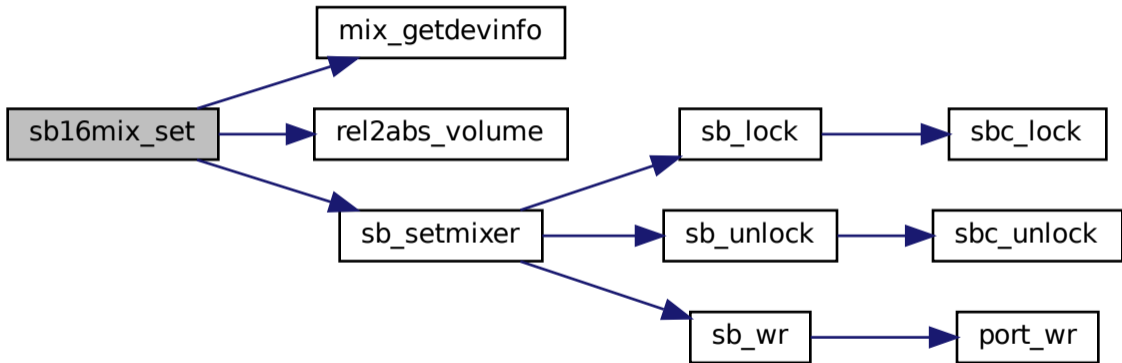 mix_getdevinfo
sb16mix_set
rel2abs_volume
sb_lock
sbc_lock
sb_setmixer
sb_unlock
sbc_unlock
sb_wr
port_wr